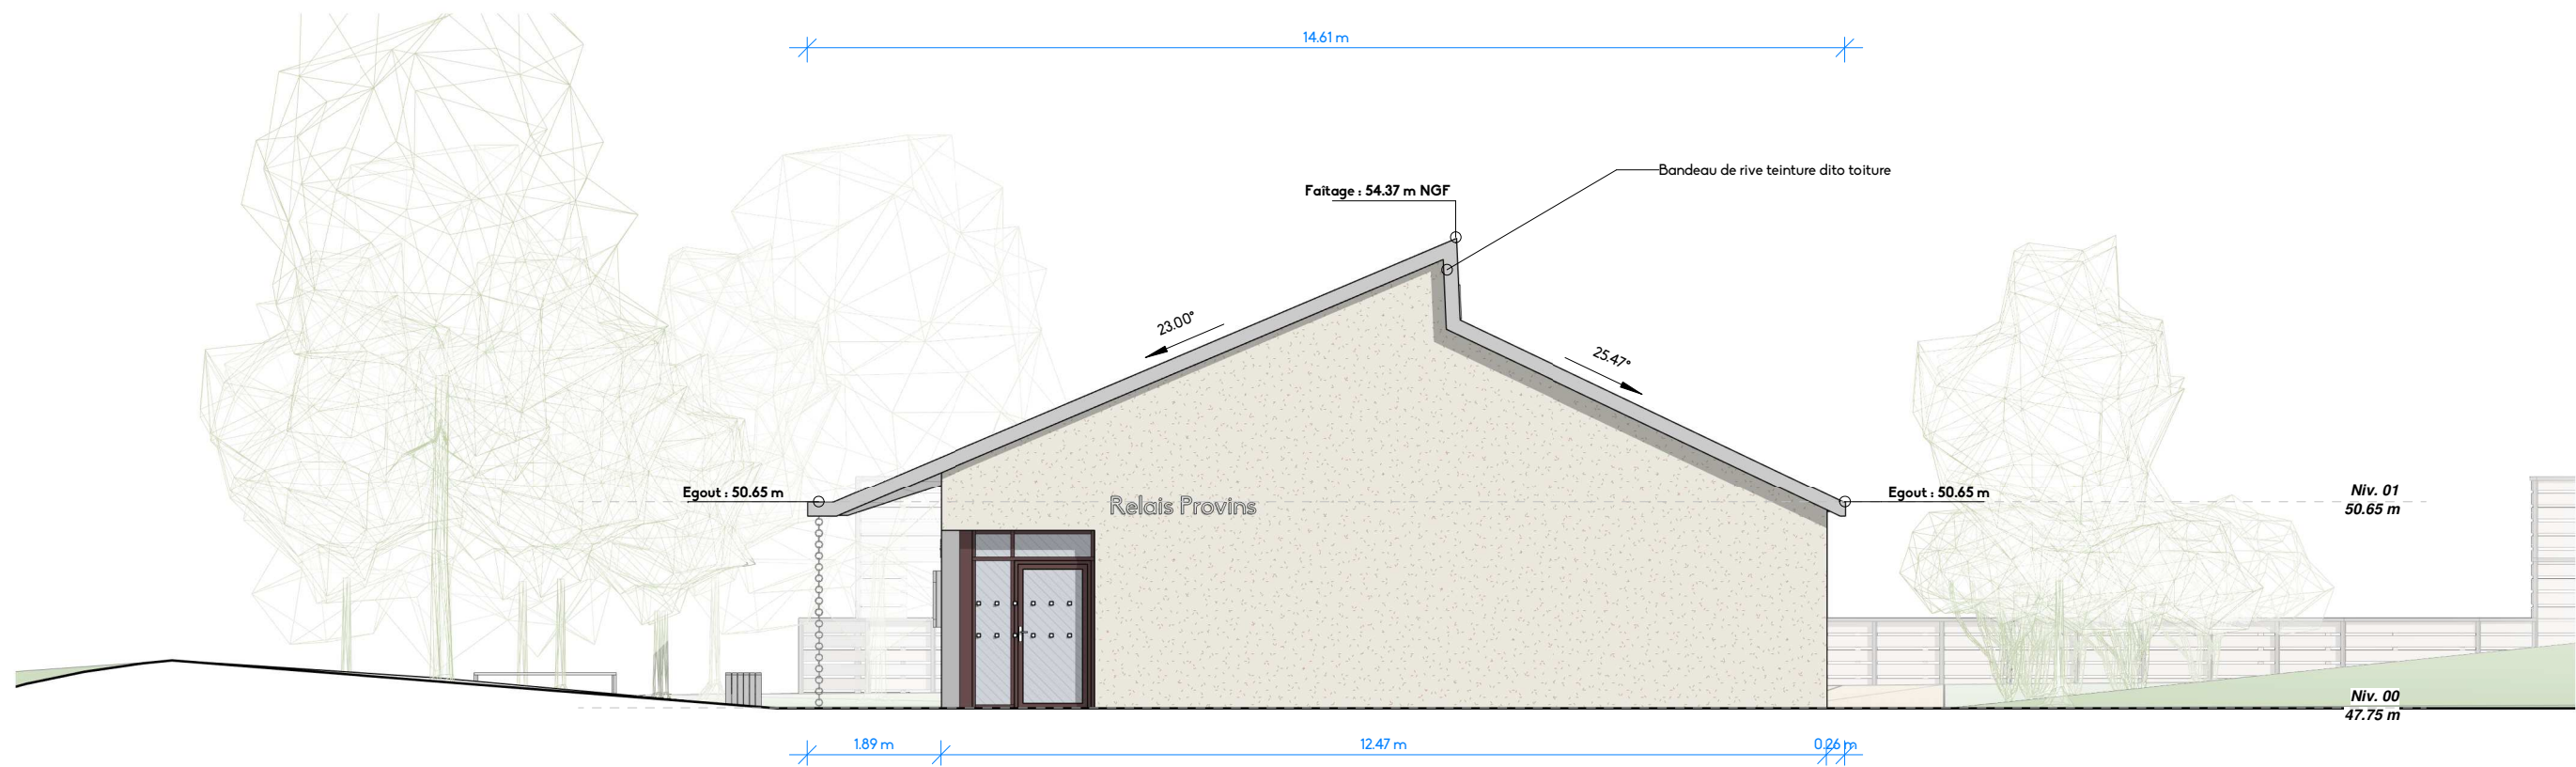 14.61 m
Bandeau de rive teinture dito toiture
Faîtage : 54.37 m NGF
23.00°
25.47°
Egout : 50.65 m
Relais Provins
Egout : 50.65 m
Niv. 01
50.65 m
Niv. 00
47.75 m
1.89 m
12.47 m
0.26 m